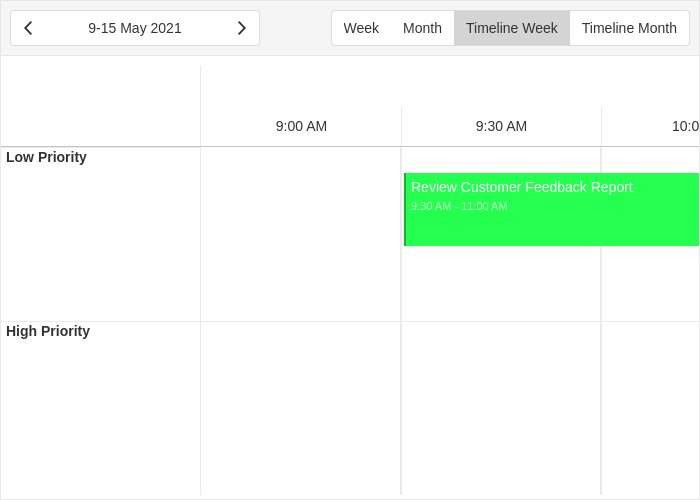 9-15 May 2021
Week
Month
Timeline Week
Timeline Month
9:00 AM
9:30 AM
10:0
Low Priority
Review Customer Feedback Report
9:30 AM - 11:00 AM
High Priority